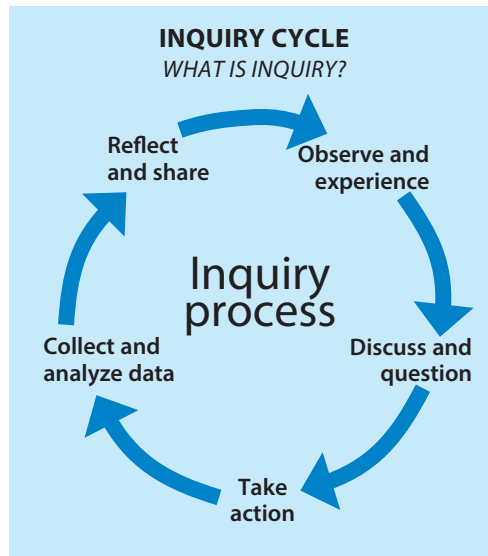 INQUIRY CYCLE
WHAT IS INQUIRY?
Reflect
and share
Observe and
experience
Inquiry
process
Collect and
analyze data
Discuss and
question
Take
action